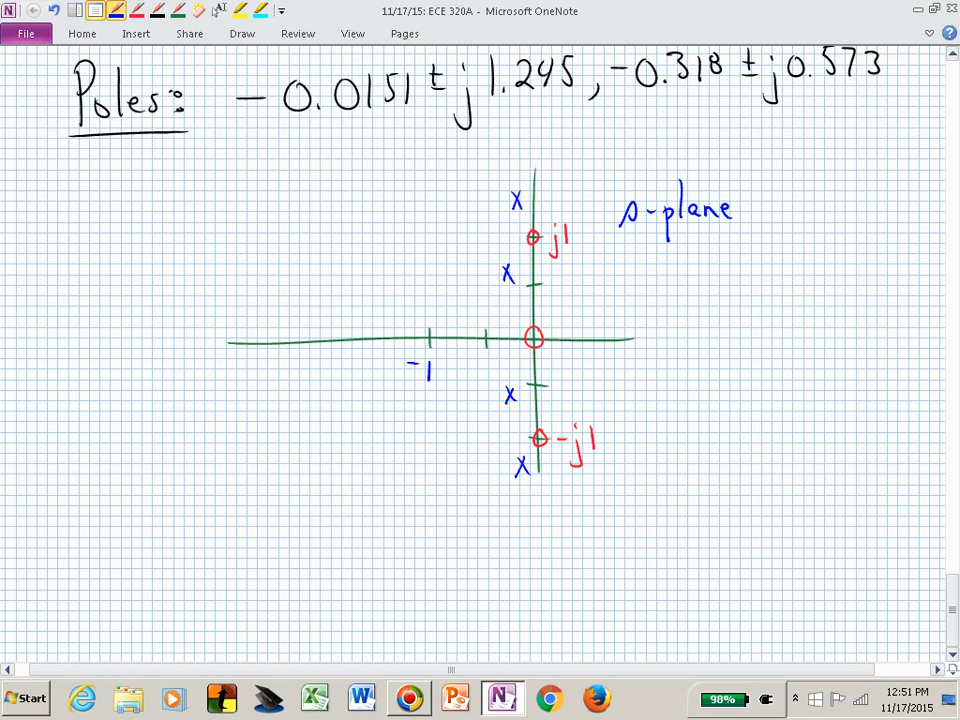 11/17/15: ECE 320A - Microsoft OneNote
File Home Insert Share Draw Review View Pages
Poles: - 0.0151 ± j1.245, -0.318 ± j0.573
x
s-plane
j1
x
-1
x
-j1
x
Start
98%
12:51 PM
11/17/2015